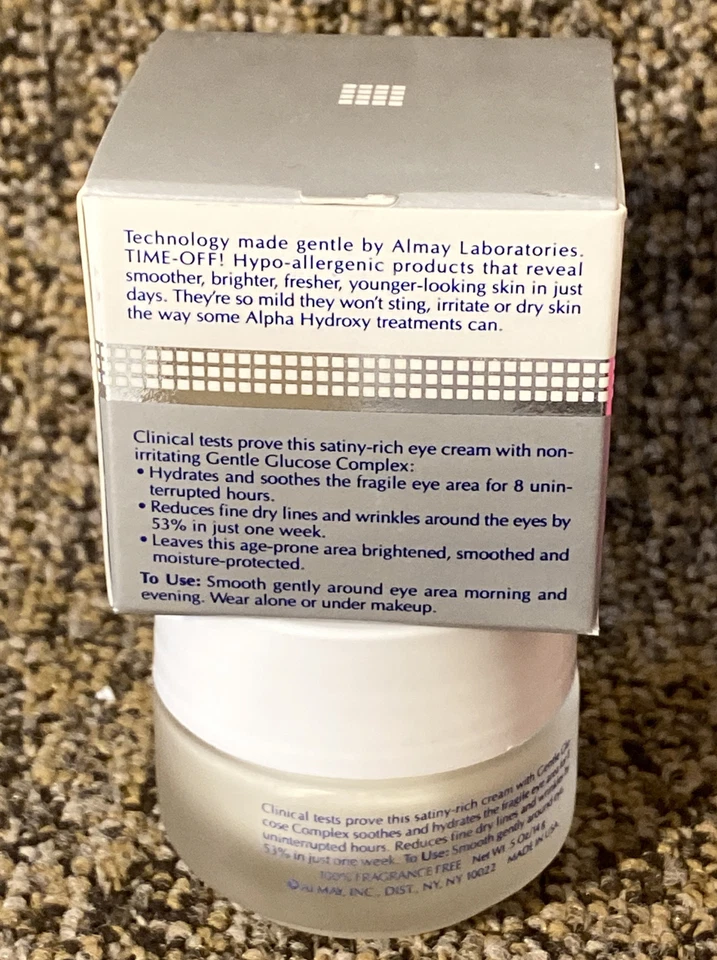 Technology made gentle by Almay Laboratories.
TIME-OFF! Hypo-allergenic products that reveal
smoother, brighter, fresher, younger-looking skin in just
days. They're so mild they won't sting, irritate or dry skin
the way some Alpha Hydroxy treatments can.
Clinical tests prove this satiny-rich eye cream with non-
irritating Gentle Glucose Complex:
• Hydrates and soothes the fragile eye area for 8 unin-
terrupted hours.
• Reduces fine dry lines and wrinkles around the eyes by
53% in just one week.
• Leaves this age-prone area brightened, smoothed and
moisture-protected.
To Use: Smooth gently around eye area morning and
evening. Wear alone or under makeup.
Clinical tests prove this satiny-rich cream with Gentle Glu-
cose Complex soothes and hydrates the fragile eye area for 8
uninterrupted hours. Reduces fine dry lines and wrinkles by
53% in just one week. To Use: Smooth gently around eye
100% FRAGRANCE FREE Net Wt .5 Oz/14g
© ALMAY, INC., DIST., NY, NY 10022 MADE IN USA